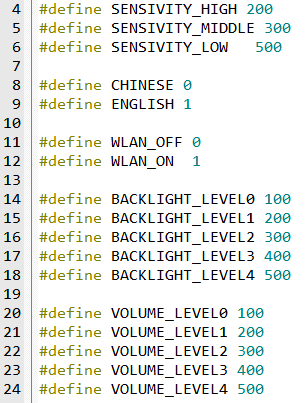 4 #define SENSIVITY_HIGH 200
5 #define SENSIVITY_MIDDLE 300
6 #define SENSIVITY_LOW   500
7
8 #define CHINESE 0
9 #define ENGLISH 1
10
11 #define WLAN_OFF 0
12 #define WLAN_ON  1
13
14 #define BACKLIGHT_LEVEL0 100
15 #define BACKLIGHT_LEVEL1 200
16 #define BACKLIGHT_LEVEL2 300
17 #define BACKLIGHT_LEVEL3 400
18 #define BACKLIGHT_LEVEL4 500
19
20 #define VOLUME_LEVEL0 100
21 #define VOLUME_LEVEL1 200
22 #define VOLUME_LEVEL2 300
23 #define VOLUME_LEVEL3 400
24 #define VOLUME_LEVEL4 500